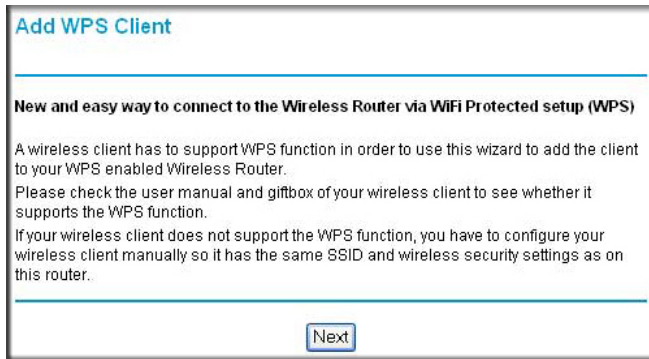 Add WPS Client
New and easy way to connect to the Wireless Router via WiFi Protected setup (WPS)
A wireless client has to support WPS function in order to use this wizard to add the client
to your WPS enabled Wireless Router.
Please check the user manual and giftbox of your wireless client to see whether it
supports the WPS function.
If your wireless client does not support the WPS function, you have to configure your
wireless client manually so it has the same SSID and wireless security settings as on
this router.
Next